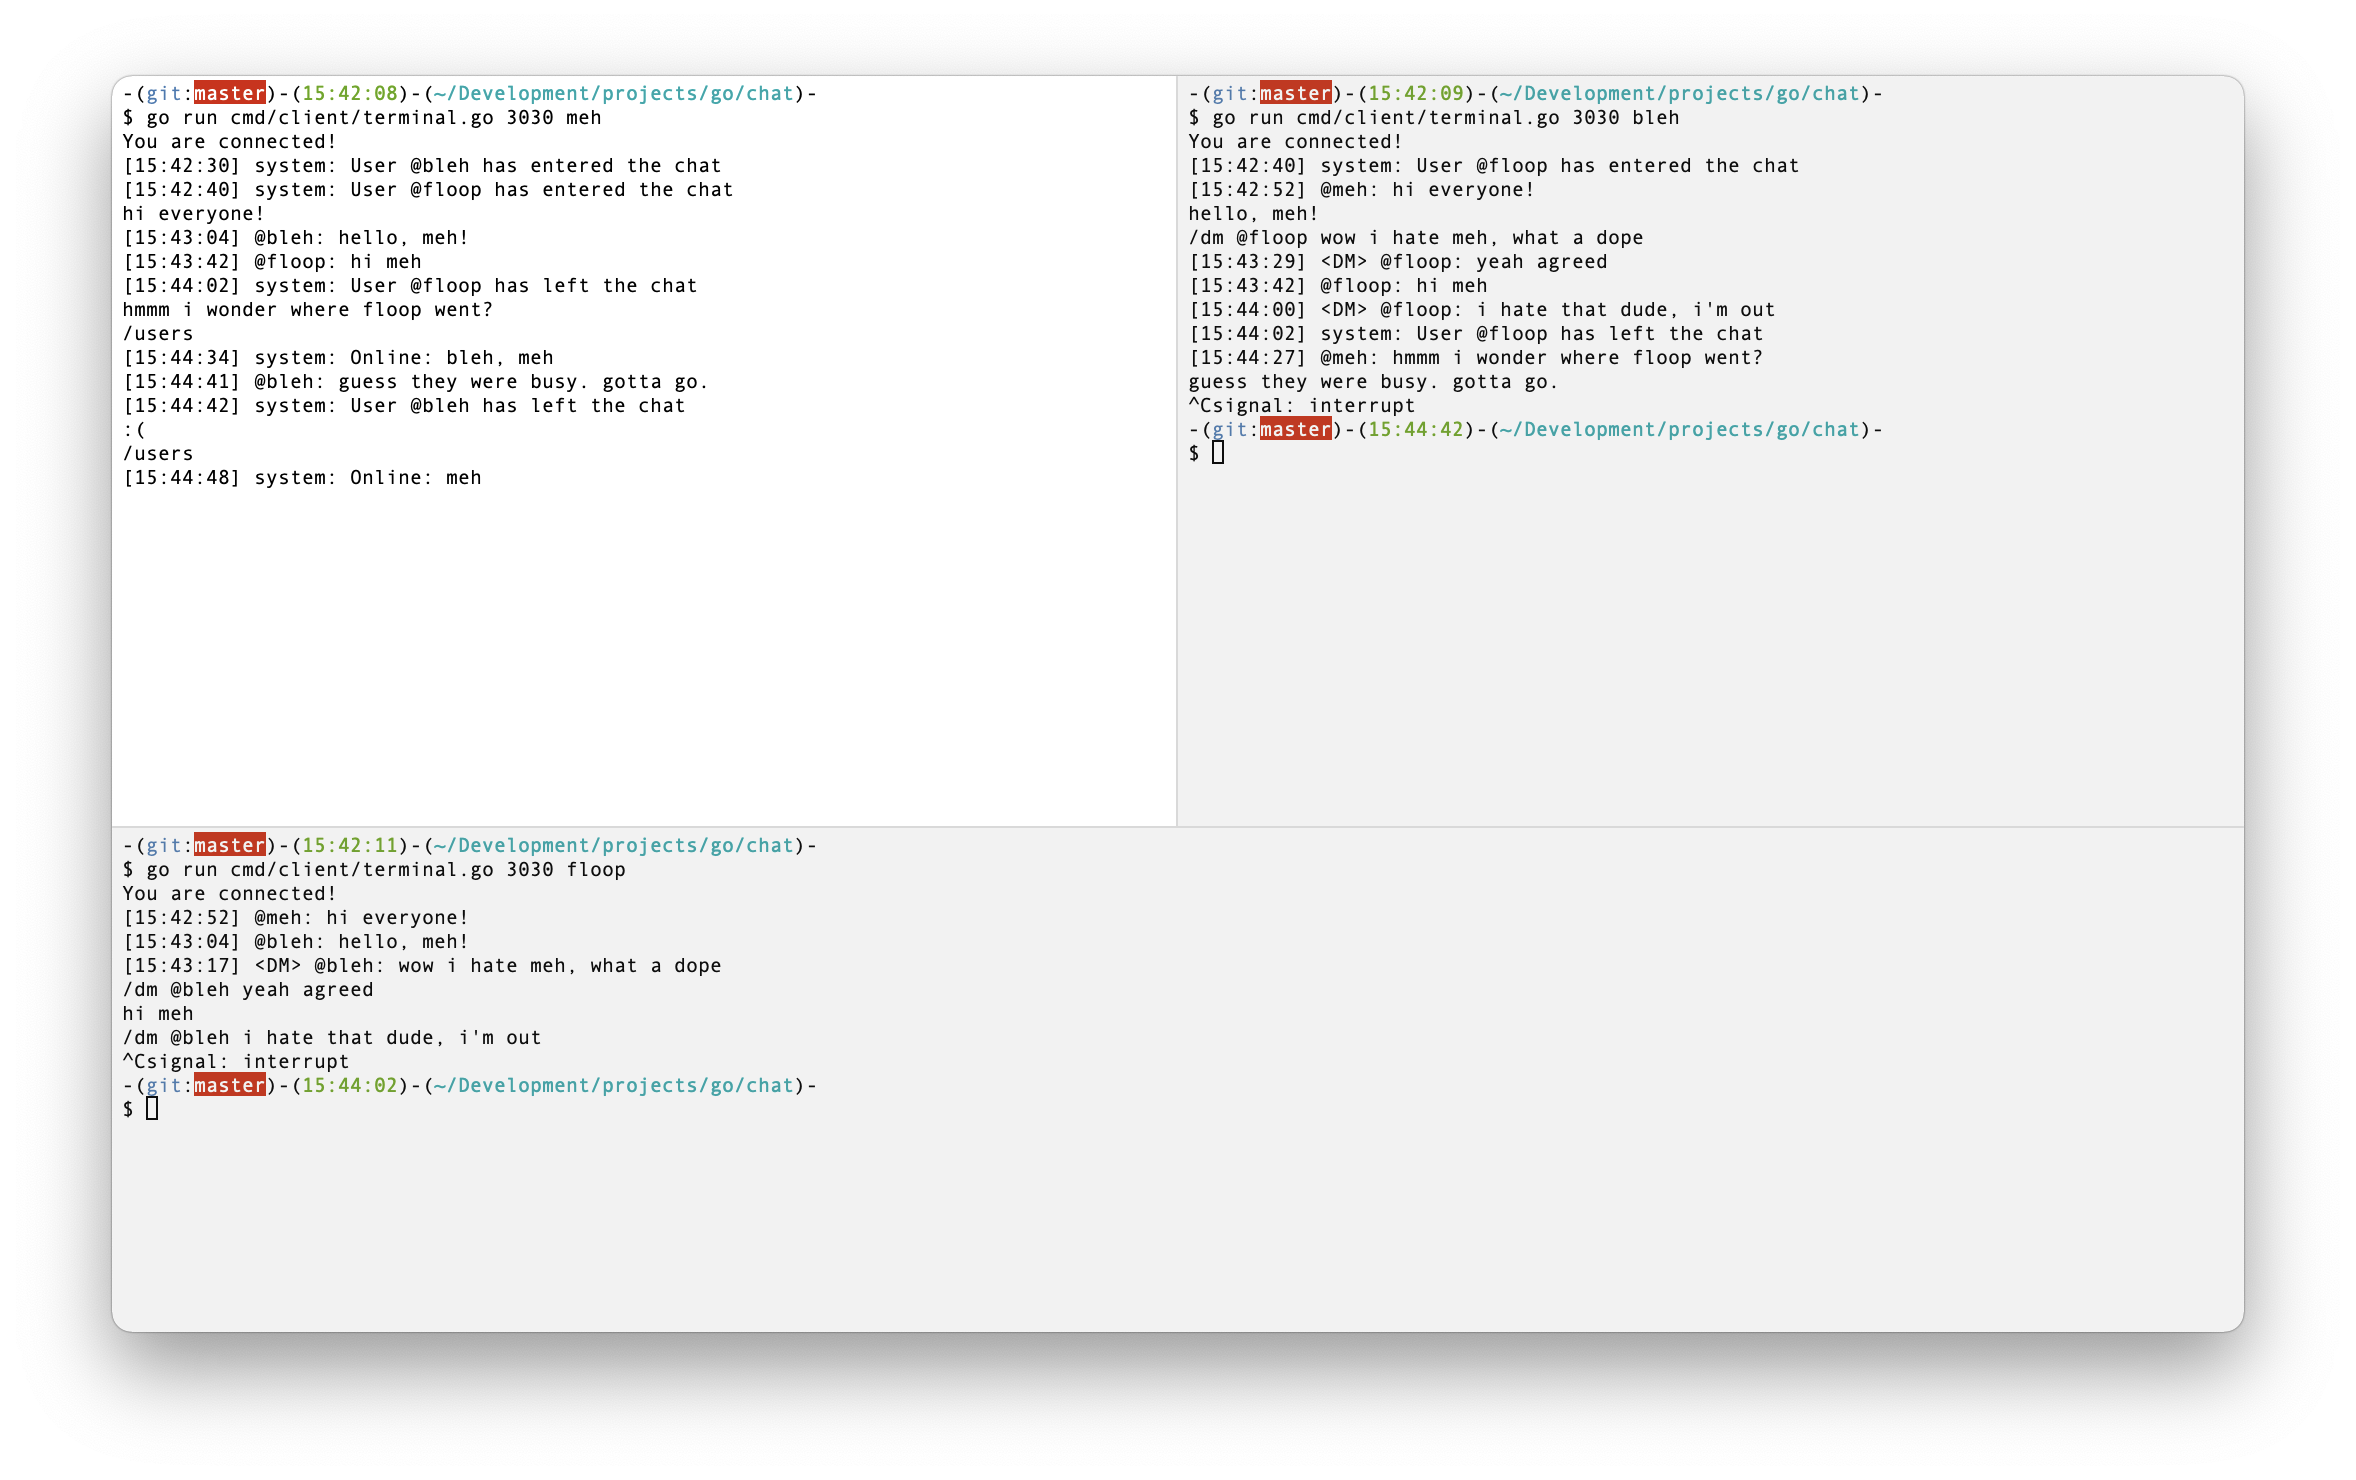 -(git:master)-(15:42:08)-(~/Development/projects/go/chat)-
$ go run cmd/client/terminal.go 3030 meh
You are connected!
[15:42:30] system: User @bleh has entered the chat
[15:42:40] system: User @floop has entered the chat
hi everyone!
[15:43:04] @bleh: hello, meh!
[15:43:42] @floop: hi meh
[15:44:02] system: User @floop has left the chat
hmmm i wonder where floop went?
/users
[15:44:34] system: Online: bleh, meh
[15:44:41] @bleh: guess they were busy. gotta go.
[15:44:42] system: User @bleh has left the chat
:(
/users
[15:44:48] system: Online: meh
-(git:master)-(15:42:09)-(~/Development/projects/go/chat)-
$ go run cmd/client/terminal.go 3030 bleh
You are connected!
[15:42:40] system: User @floop has entered the chat
[15:42:52] @meh: hi everyone!
hello, meh!
/dm @floop wow i hate meh, what a dope
[15:43:29] <DM> @floop: yeah agreed
[15:43:42] @floop: hi meh
[15:44:00] <DM> @floop: i hate that dude, i'm out
[15:44:02] system: User @floop has left the chat
[15:44:27] @meh: hmmm i wonder where floop went?
guess they were busy. gotta go.
^Csignal: interrupt
-(git:master)-(15:44:42)-(~/Development/projects/go/chat)-
$
-(git:master)-(15:42:11)-(~/Development/projects/go/chat)-
$ go run cmd/client/terminal.go 3030 floop
You are connected!
[15:42:52] @meh: hi everyone!
[15:43:04] @bleh: hello, meh!
[15:43:17] <DM> @bleh: wow i hate meh, what a dope
/dm @bleh yeah agreed
hi meh
/dm @bleh i hate that dude, i'm out
^Csignal: interrupt
-(git:master)-(15:44:02)-(~/Development/projects/go/chat)-
$